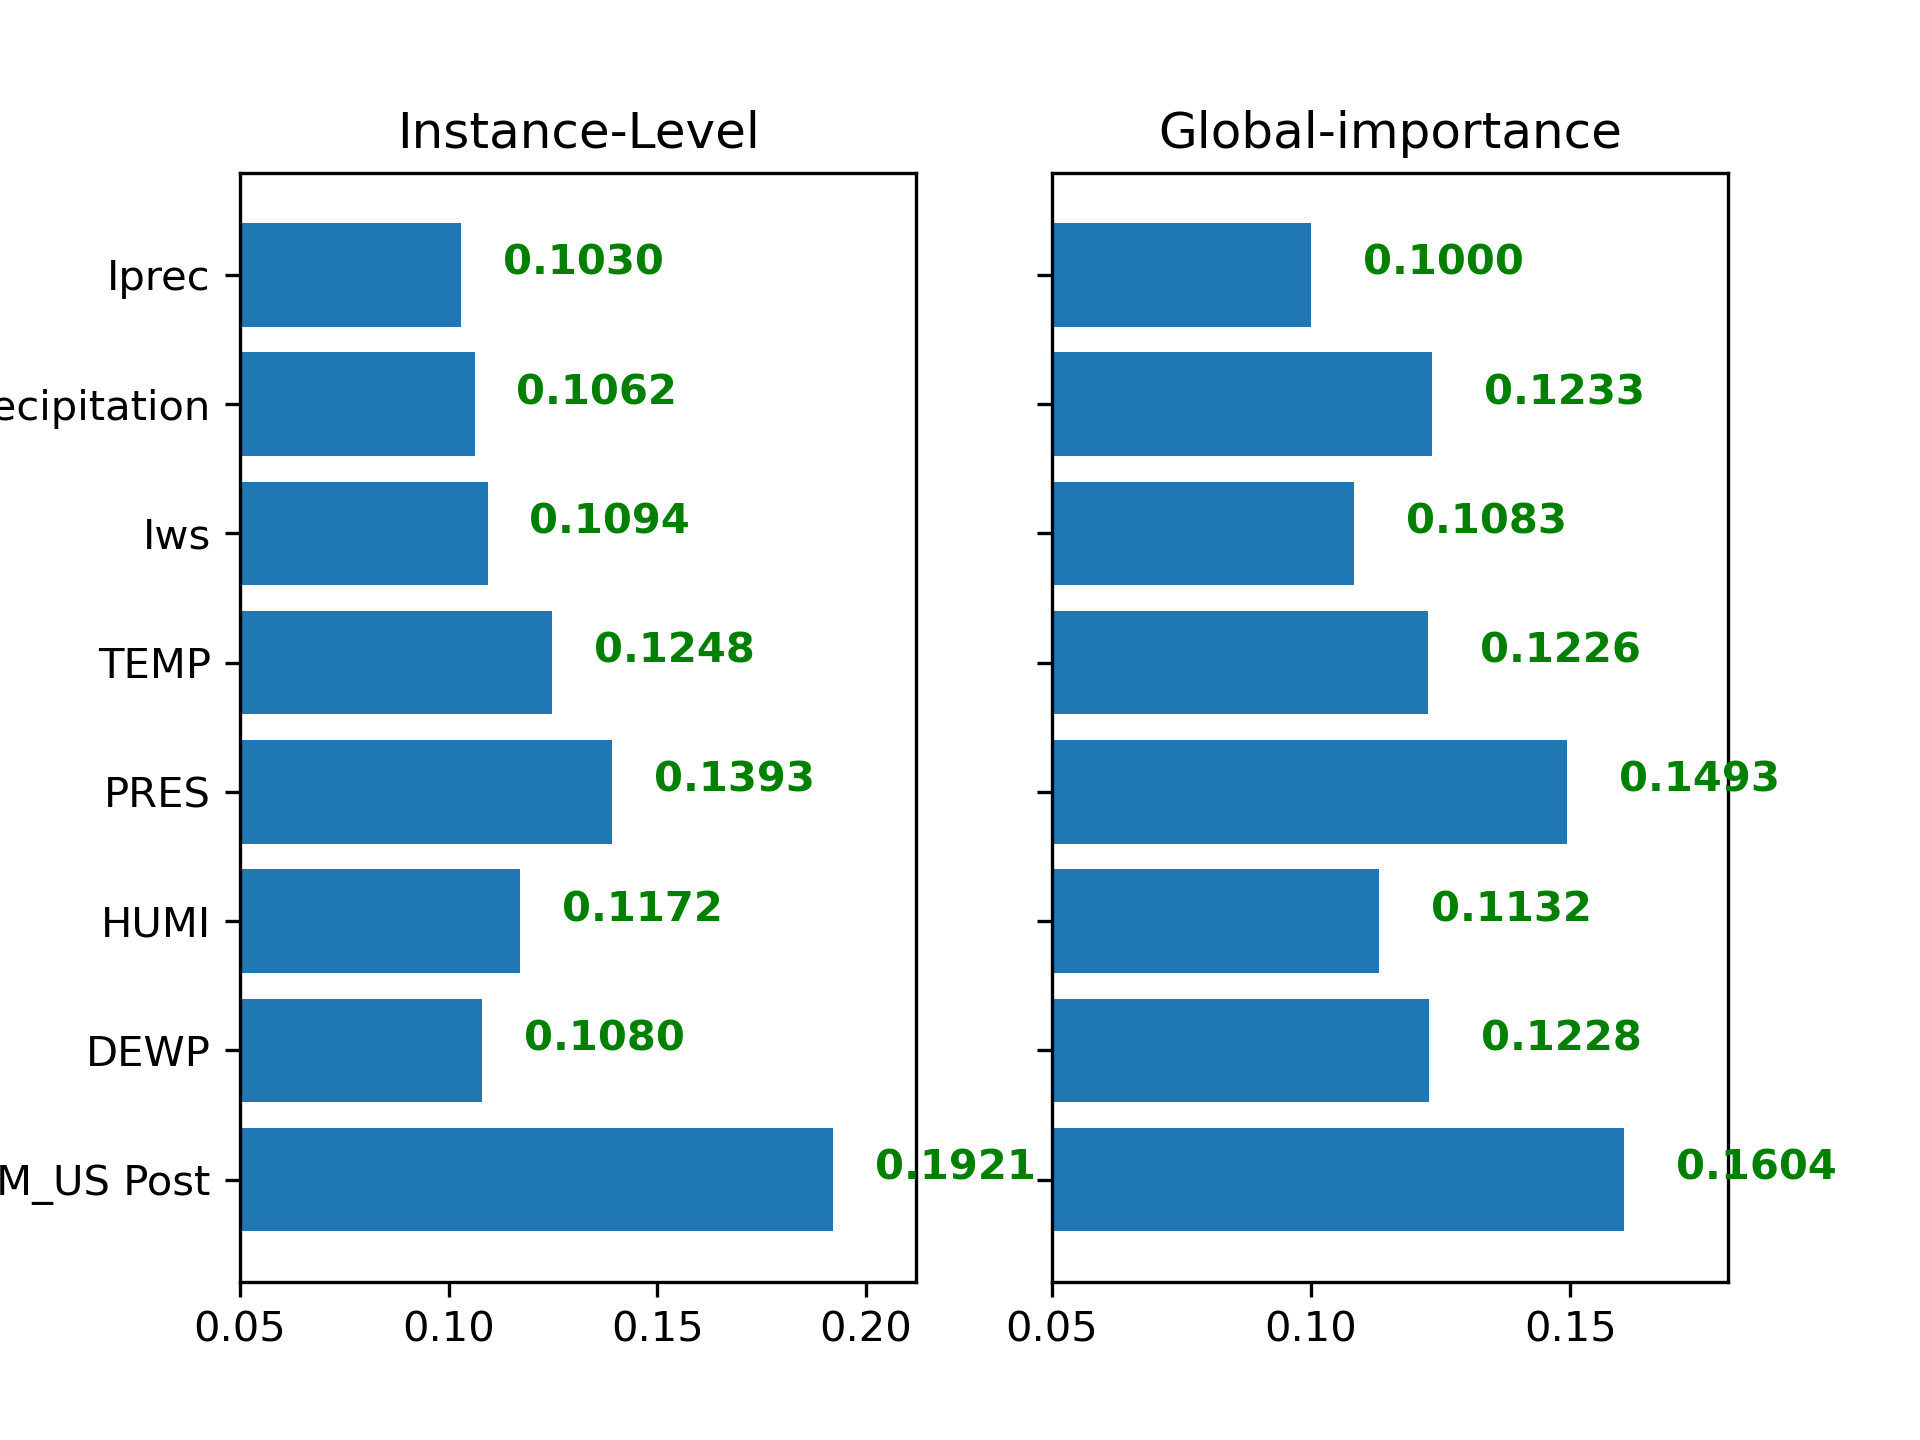 Instance-Level
Global-importance
Iprec
0.1030
0.1000
ecipitation
0.1062
0.1233
Iws
0.1094
0.1083
TEMP
0.1248
0.1226
PRES
0.1393
0.1493
HUMI
0.1172
0.1132
DEWP
0.1080
0.1228
M_US Post
0.1921
0.1604
0.05 0.10 0.15 0.20
0.05 0.10 0.15